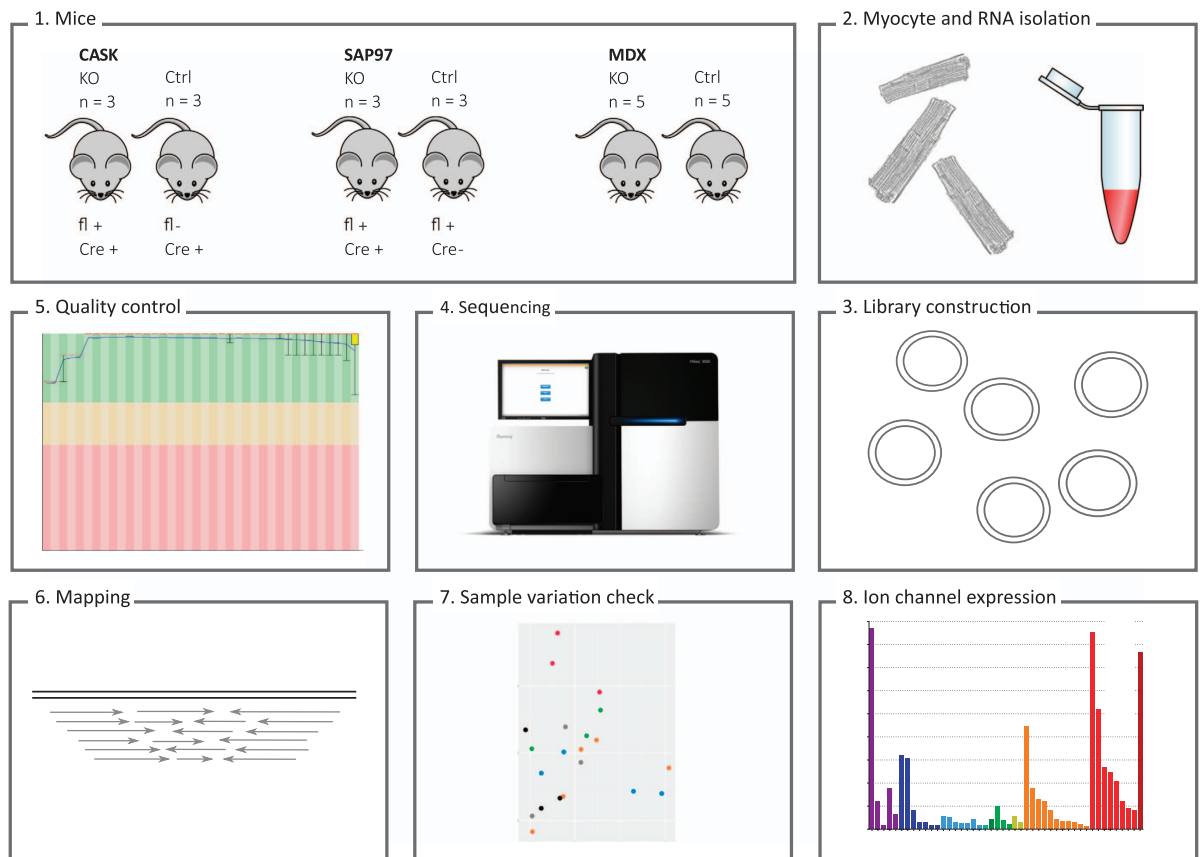 1. Mice
CASK
KO Ctrl
n = 3 n = 3
fl + fl-
Cre + Cre +
SAP97
KO Ctrl
n = 3 n = 3
fl + fl +
Cre + Cre-
MDX
KO Ctrl
n = 5 n = 5
2. Myocyte and RNA isolation
5. Quality control
4. Sequencing
3. Library construction
6. Mapping
7. Sample variation check
8. Ion channel expression